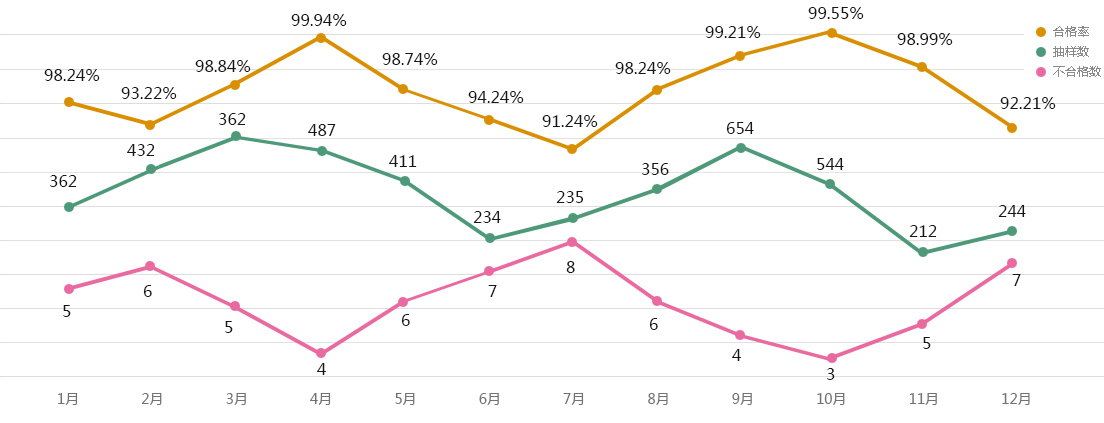 98.24%
93.22%
98.84%
99.94%
98.74%
94.24%
91.24%
98.24%
99.21%
99.55%
98.99%
92.21%
合格率
抽样数
不合格数
362
432
362
487
411
234
235
356
654
544
212
244
5
6
5
4
6
7
8
6
4
3
5
7
1月
2月
3月
4月
5月
6月
7月
8月
9月
10月
11月
12月